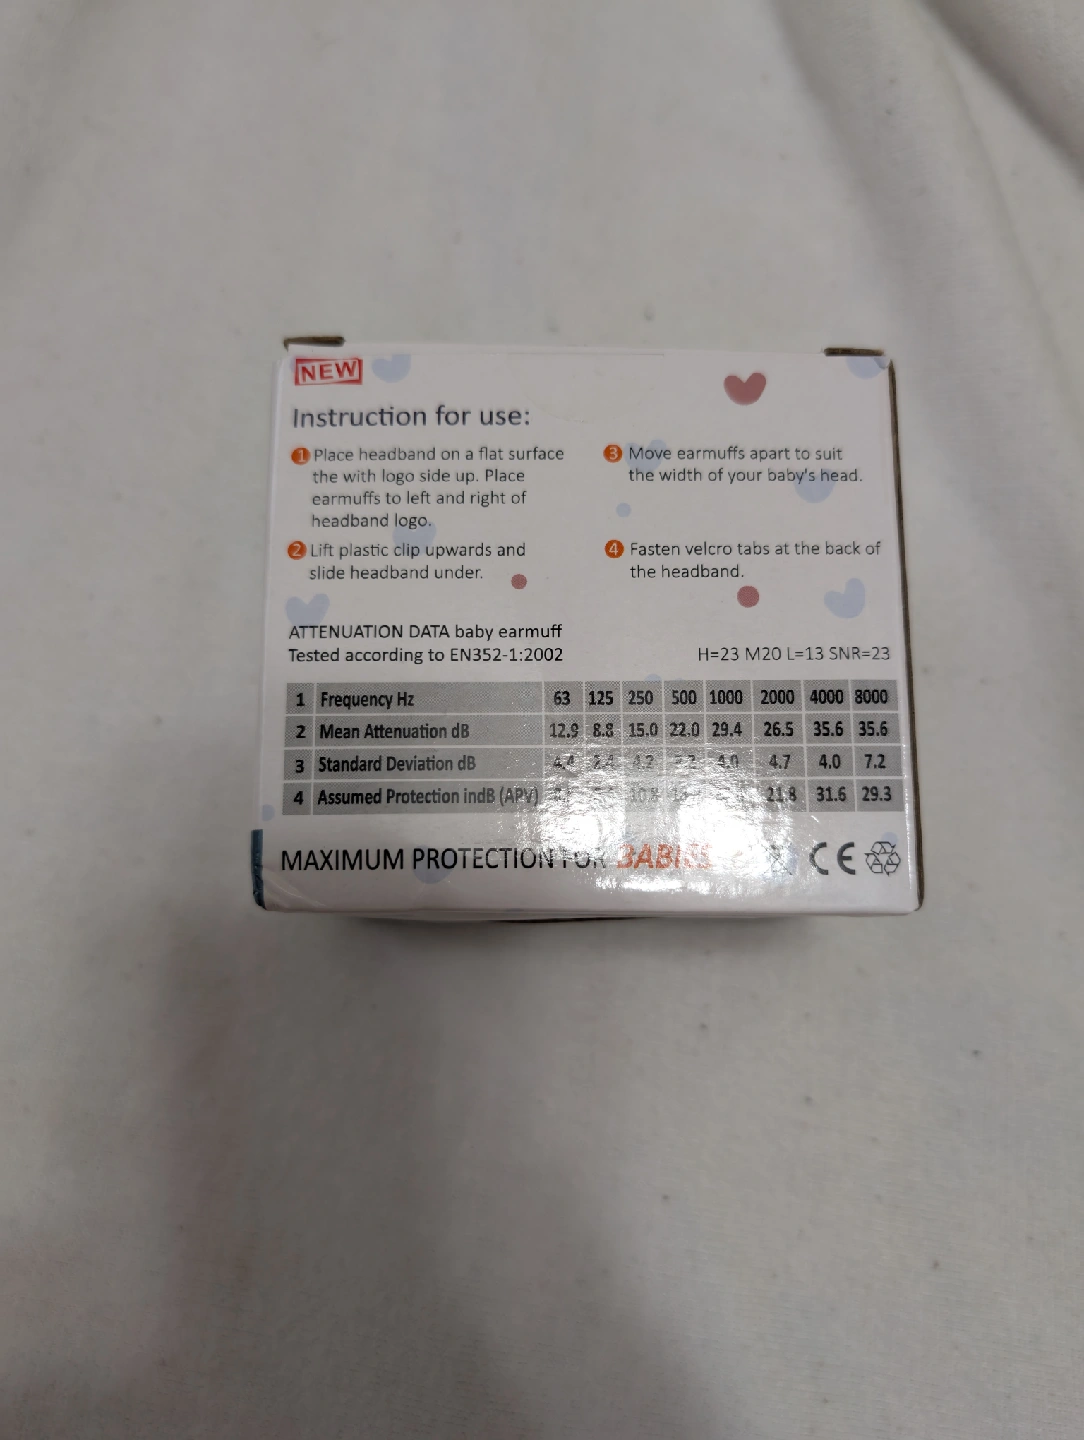 NEW
Instruction for use:
1 Place headband on a flat surface
the with logo side up. Place
earmuffs to left and right of
headband logo.
2 Lift plastic clip upwards and
slide headband under.
3 Move earmuffs apart to suit
the width of your baby's head.
4 Fasten velcro tabs at the back of
the headband.
ATTENUATION DATA baby earmuff
Tested according to EN352-1:2002
H=23 M20 L=13 SNR=23
1 Frequency Hz 63 125 250 500 1000 2000 4000 8000
2 Mean Attenuation dB 12.9 8.8 15.0 22.0 29.4 26.5 35.6 35.6
3 Standard Deviation dB 4.7 4.0 7.2
4 Assumed Protection indB (APV) 21.8 31.6 29.3
MAXIMUM PROTECTION FOR BABIES CE